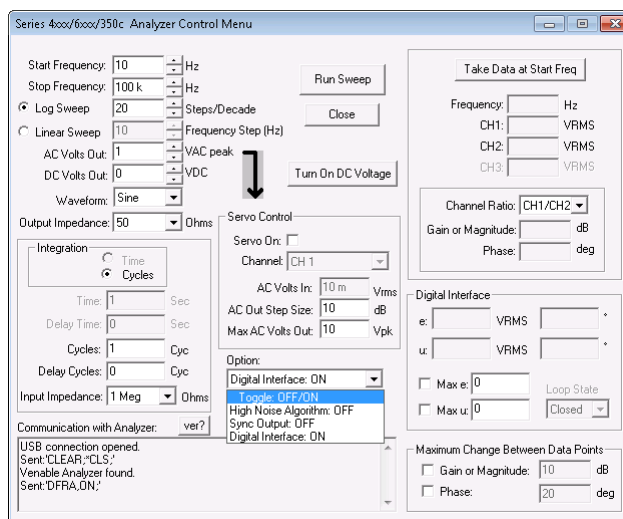 Series 4xxx/6xxx/350c Analyzer Control Menu
Start Frequency: 10 Hz
Stop Frequency: 100 k Hz
Log Sweep 20 Steps/Decade
Linear Sweep 10 Frequency Step (Hz)
AC Volts Out: 1 VAC peak
DC Volts Out: 0 VDC
Waveform: Sine
Output Impedance: 50 Ohms
Run Sweep
Close
Turn On DC Voltage
Integration
Time
Cycles
Time: 1 Sec
Delay Time: 0 Sec
Cycles: 1 Cyc
Delay Cycles: 0 Cyc
Input Impedance: 1 Meg Ohms
Servo Control
Servo On:
Channel: CH 1
AC Volts In: 10 m Vrms
AC Out Step Size: 10 dB
Max AC Volts Out: 10 Vpk
Option:
Digital Interface: ON
Toggle: OFF/ON
High Noise Algorithm: OFF
Sync Output: OFF
Digital Interface: ON
Communication with Analyzer: ver?
USB connection opened.
Sent:'CLEAR;*CLS;'
Venable Analyzer found.
Sent:'DFRA,ON;'
Take Data at Start Freq
Frequency: Hz
CH1: VRMS
CH2: VRMS
CH3: VRMS
Channel Ratio: CH1/CH2
Gain or Magnitude: dB
Phase: deg
Digital Interface
e: VRMS °
u: VRMS °
Max e: 0 Loop State
Max u: 0 Closed
Maximum Change Between Data Points
Gain or Magnitude: 10 dB
Phase: 20 deg